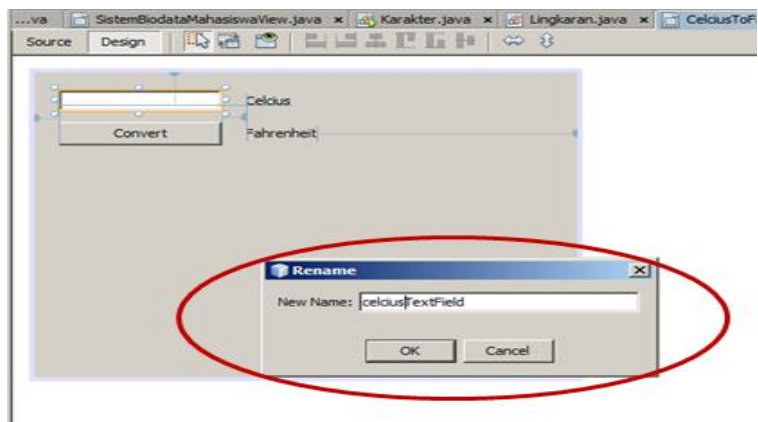 ...va SistemBiodataMahasiswaView.java Karakter.java Lingkaran.java CelciusToF
Source Design
Celcius
Convert Fahrenheit
Rename
New Name: celciusTextField
OK Cancel